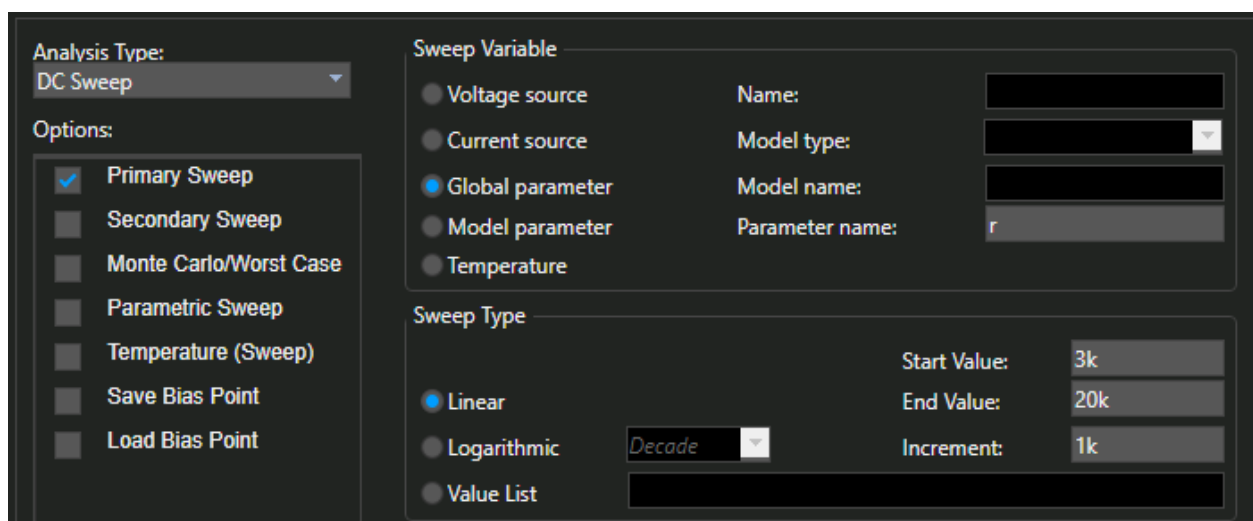 Analysis Type:
DC Sweep
Options:
Primary Sweep
Secondary Sweep
Monte Carlo/Worst Case
Parametric Sweep
Temperature (Sweep)
Save Bias Point
Load Bias Point
Sweep Variable
Voltage source Name:
Current source Model type:
Global parameter Model name:
Model parameter Parameter name: r
Temperature
Sweep Type
Start Value: 3k
Linear End Value: 20k
Logarithmic Decade Increment: 1k
Value List